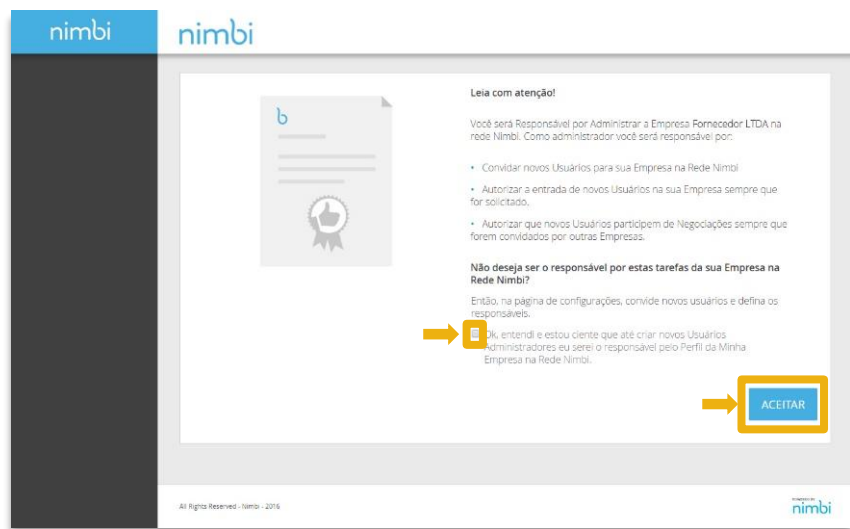 nimbi
nimbi
b
Leia com atenção!
Você será Responsável por Administrar a Empresa Fornecedor LTDA na
rede Nimbi. Como administrador você será responsável por:
• Convidar novos Usuários para sua Empresa na Rede Nimbi
• Autorizar a entrada de novos Usuários na sua Empresa sempre que
for solicitado.
• Autorizar que novos Usuários participem de Negociações sempre que
forem convidados por outras Empresas.
Não deseja ser o responsável por estas tarefas da sua Empresa na
Rede Nimbi?
Então, na página de configurações, convide novos usuários e defina os
responsáveis.
Ok, entendi e estou ciente que até criar novos Usuários
Administradores eu serei o responsável pelo Perfil da Minha
Empresa na Rede Nimbi.
ACEITAR
All Rights Reserved - Nimbi - 2016
nimbi